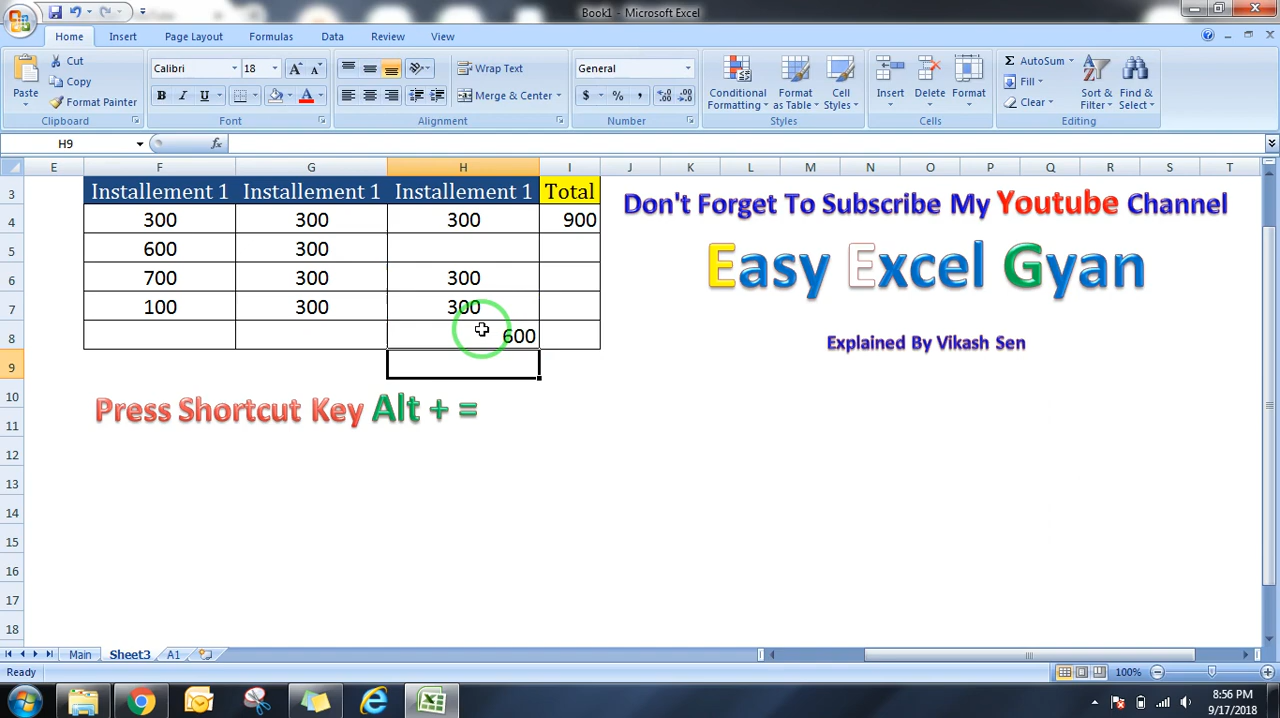 Book1 - Microsoft Excel
Home Insert Page Layout Formulas Data Review View
Paste
Cut
Copy
Format Painter
Clipboard
Calibri 18
B I U
Font
Wrap Text
Merge & Center
Alignment
General
$ % ,
Number
Conditional Formatting
Format as Table
Cell Styles
Styles
Insert Delete Format
Cells
Σ AutoSum
Fill
Clear
Sort & Filter
Find & Select
Editing
H9 fx
E F G H I J K L M N O P Q R S T
3 Installement 1 Installement 1 Installement 1 Total
4 300 300 300 900
5 600 300
6 700 300 300
7 100 300 300
8 600
9
10
11
12
13
14
15
16
17
18
Press Shortcut Key Alt + =
Don't Forget To Subscribe My Youtube Channel
Easy Excel Gyan
Explained By Vikash Sen
Main Sheet3 A1
Ready 100%
8:56 PM
9/17/2018